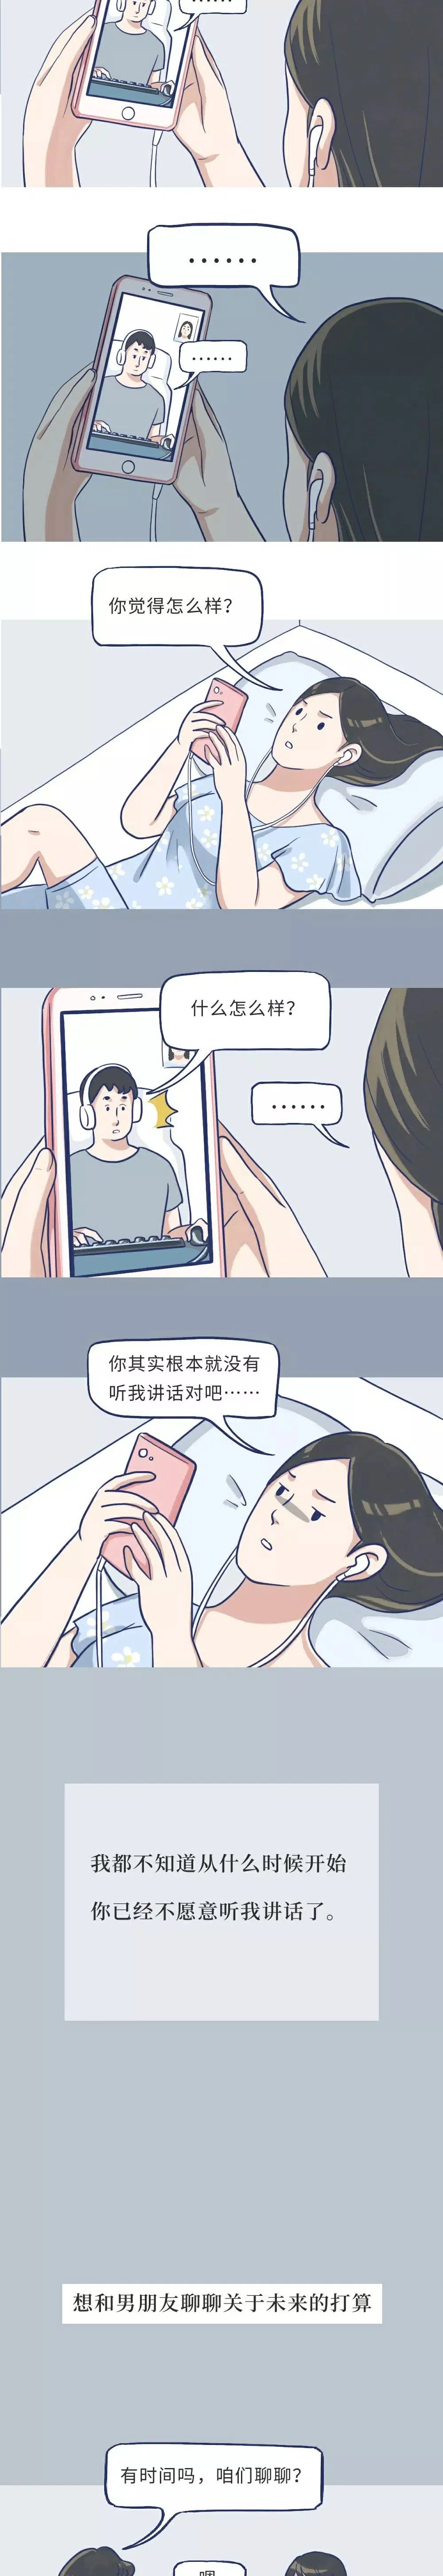 ……
……
……
你觉得怎么样？
什么怎么样？
……
你其实根本就没有
听我讲话对吧……
我都不知道从什么时候开始
你已经不愿意听我讲话了。
想和男朋友聊聊关于未来的打算
有时间吗，咱们聊聊？